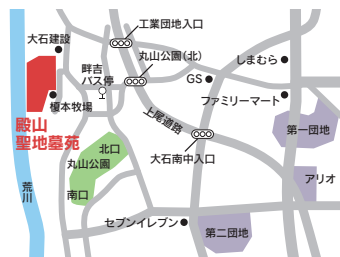 工業団地入口
大石建設
丸山公園(北)
畔吉
バス停
GS
しまむら
榎本牧場
ファミリーマート
殿山
聖地墓苑
上尾道路
第一団地
北口
丸山公園
大石南中入口
アリオ
荒川
南口
セブンイレブン
第二団地